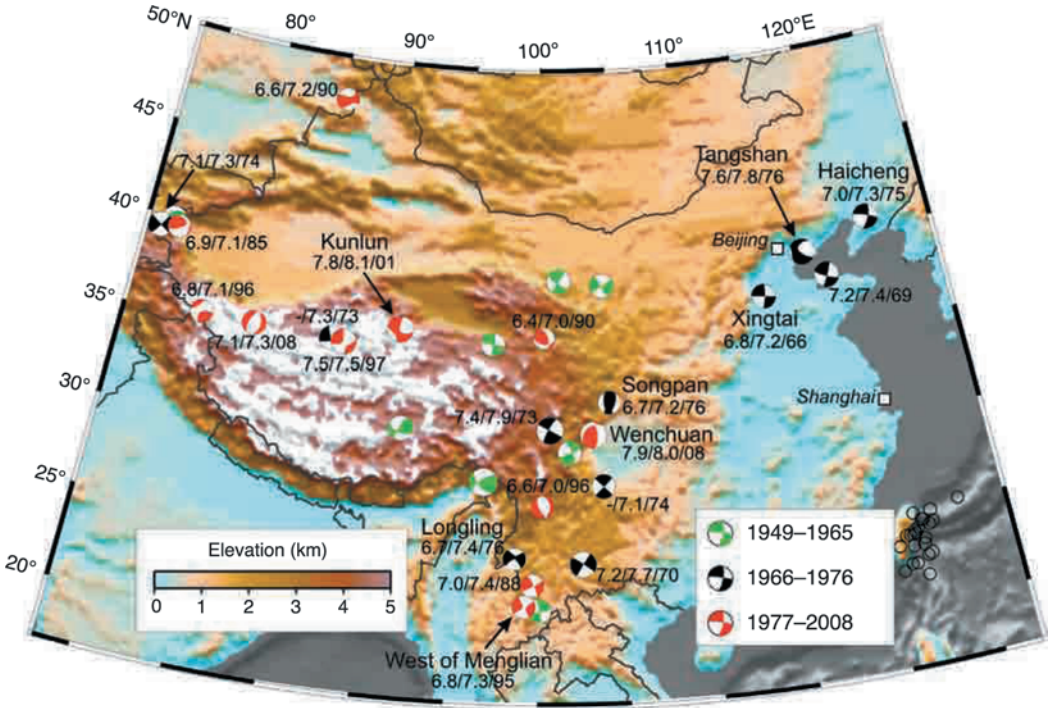 50°N
80°
90°
100°
110°
120°E
45°
40°
35°
30°
25°
20°
6.6/7.2/90
7.1/7.3/74
6.9/7.1/85
Kunlun
7.8/8.1/01
Tangshan
7.6/7.8/76
Haicheng
7.0/7.3/75
Beijing
7.2/7.4/69
Xingtai
6.8/7.2/66
6.8/7.1/96
7.1/7.3/08
-/7.3/73
7.5/7.5/97
6.4/7.0/90
Songpan
6.7/7.2/76
Shanghai
7.4/7.9/73
Wenchuan
7.9/8.0/08
6.6/7.0/96
-/7.1/74
Longling
6.7/7.4/76
7.0/7.4/88
7.2/7.7/70
West of Menglian
6.8/7.3/95
Elevation (km)
0 1 2 3 4 5
1949–1965
1966–1976
1977–2008